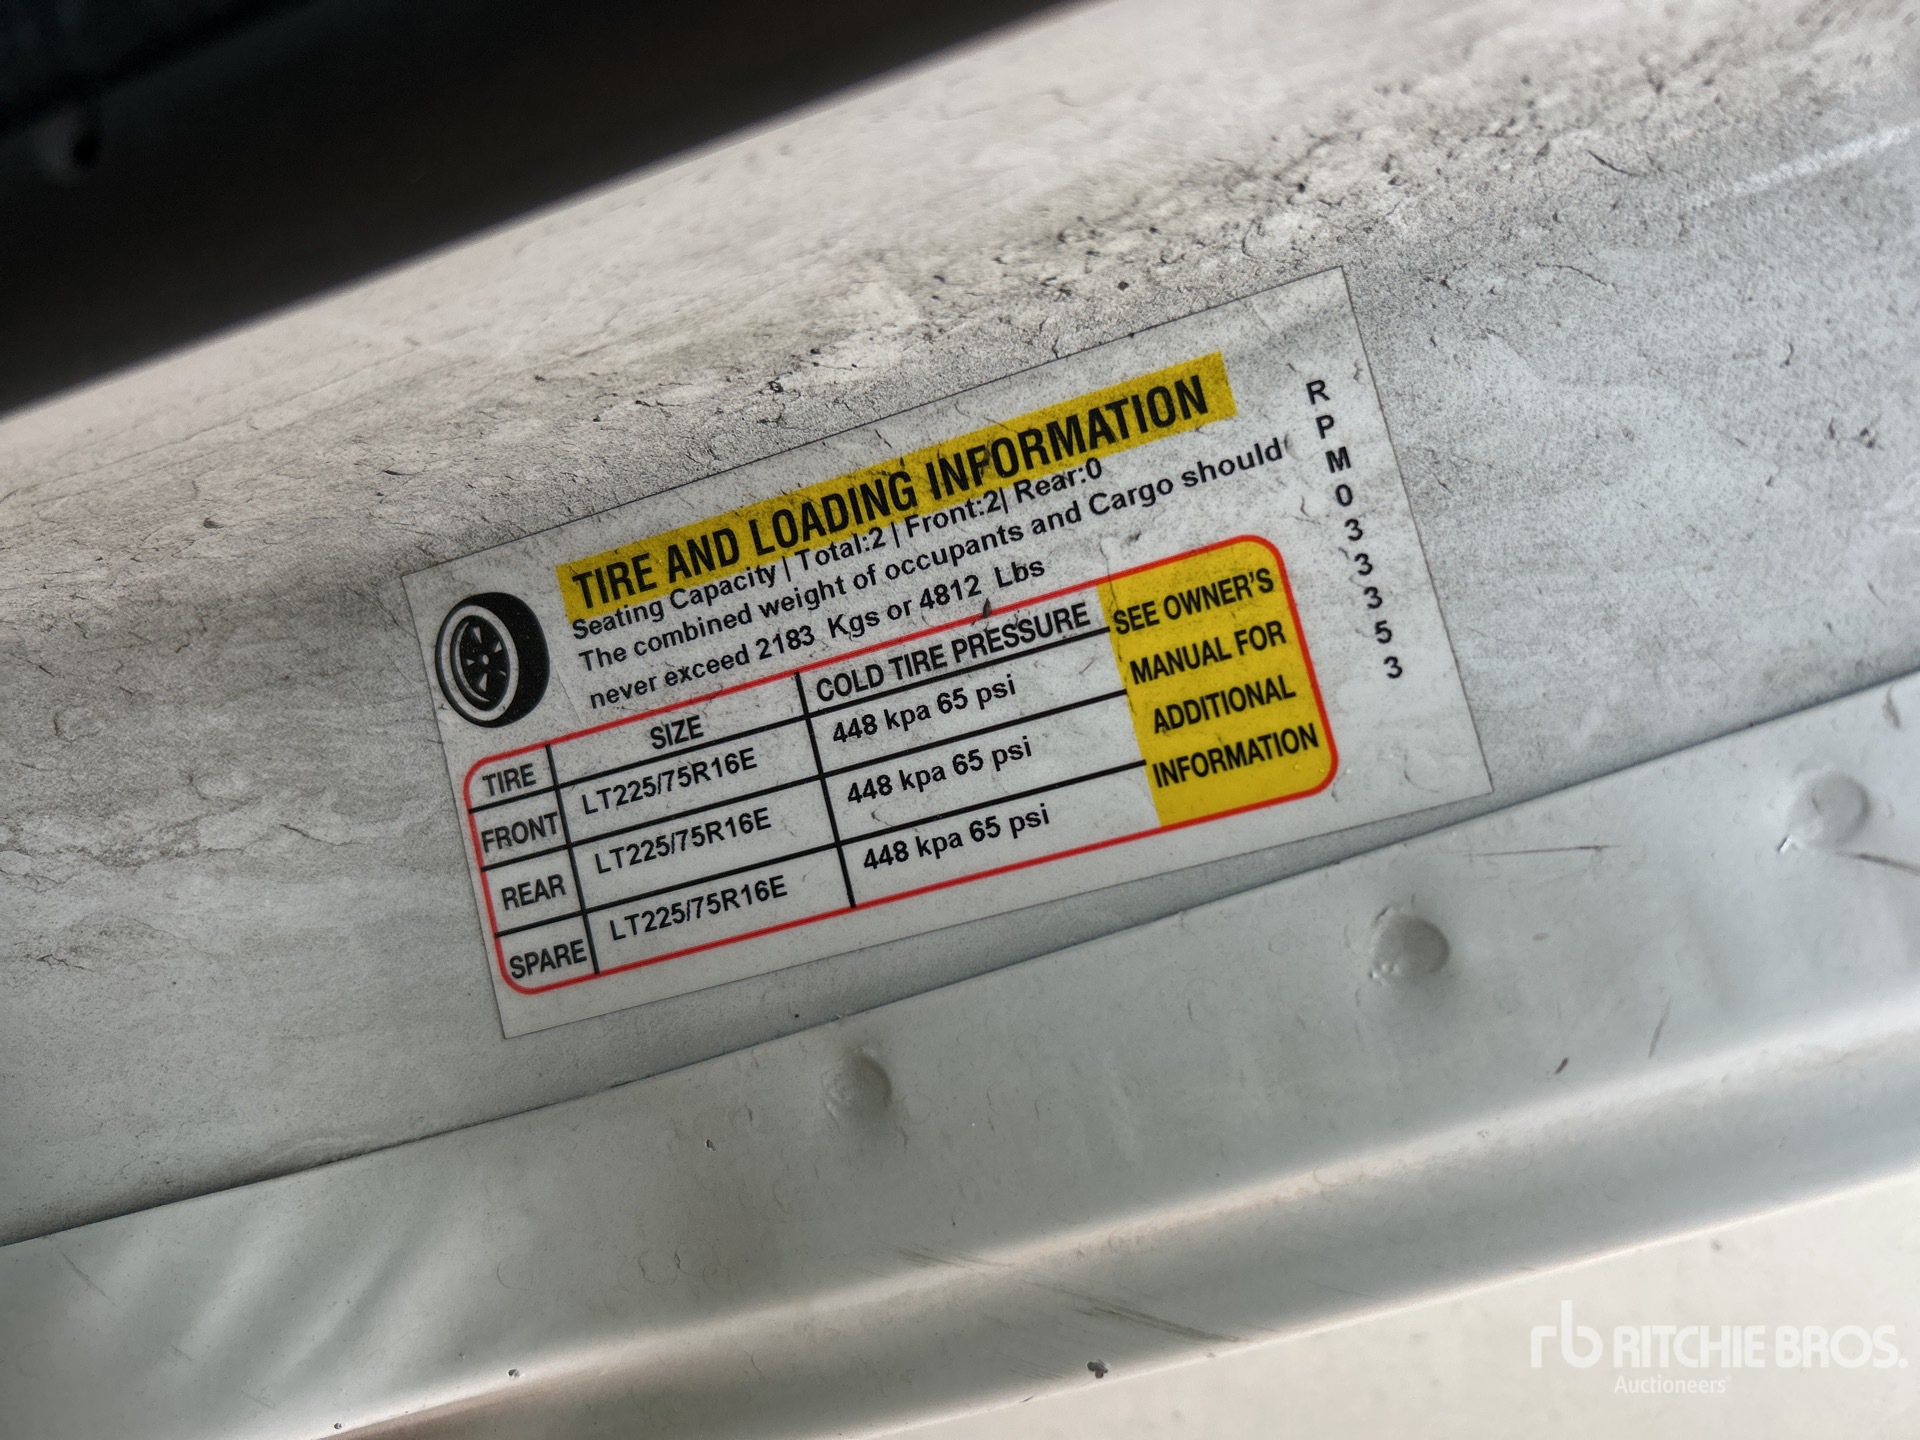 TIRE AND LOADING INFORMATION
Seating Capacity | Total:2 | Front:2| Rear:0
The combined weight of occupants and Cargo should
never exceed 2183 Kgs or 4812 Lbs
TIRE SIZE COLD TIRE PRESSURE
FRONT LT225/75R16E 448 kpa 65 psi
REAR LT225/75R16E 448 kpa 65 psi
SPARE LT225/75R16E 448 kpa 65 psi
SEE OWNER'S
MANUAL FOR
ADDITIONAL
INFORMATION
RPM033353
rb RITCHIE BROS.
Auctioneers